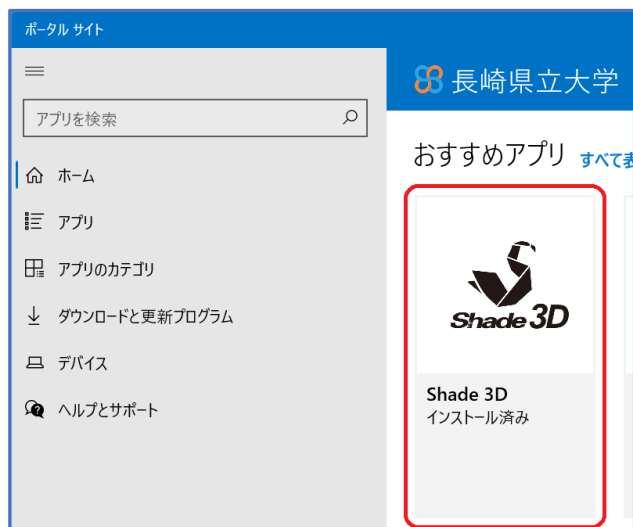 ポータル サイト
長崎県立大学
アプリを検索
おすすめアプリ すべて表
ホーム
アプリ
アプリのカテゴリ
ダウンロードと更新プログラム
デバイス
ヘルプとサポート
Shade 3D
Shade 3D
インストール済み